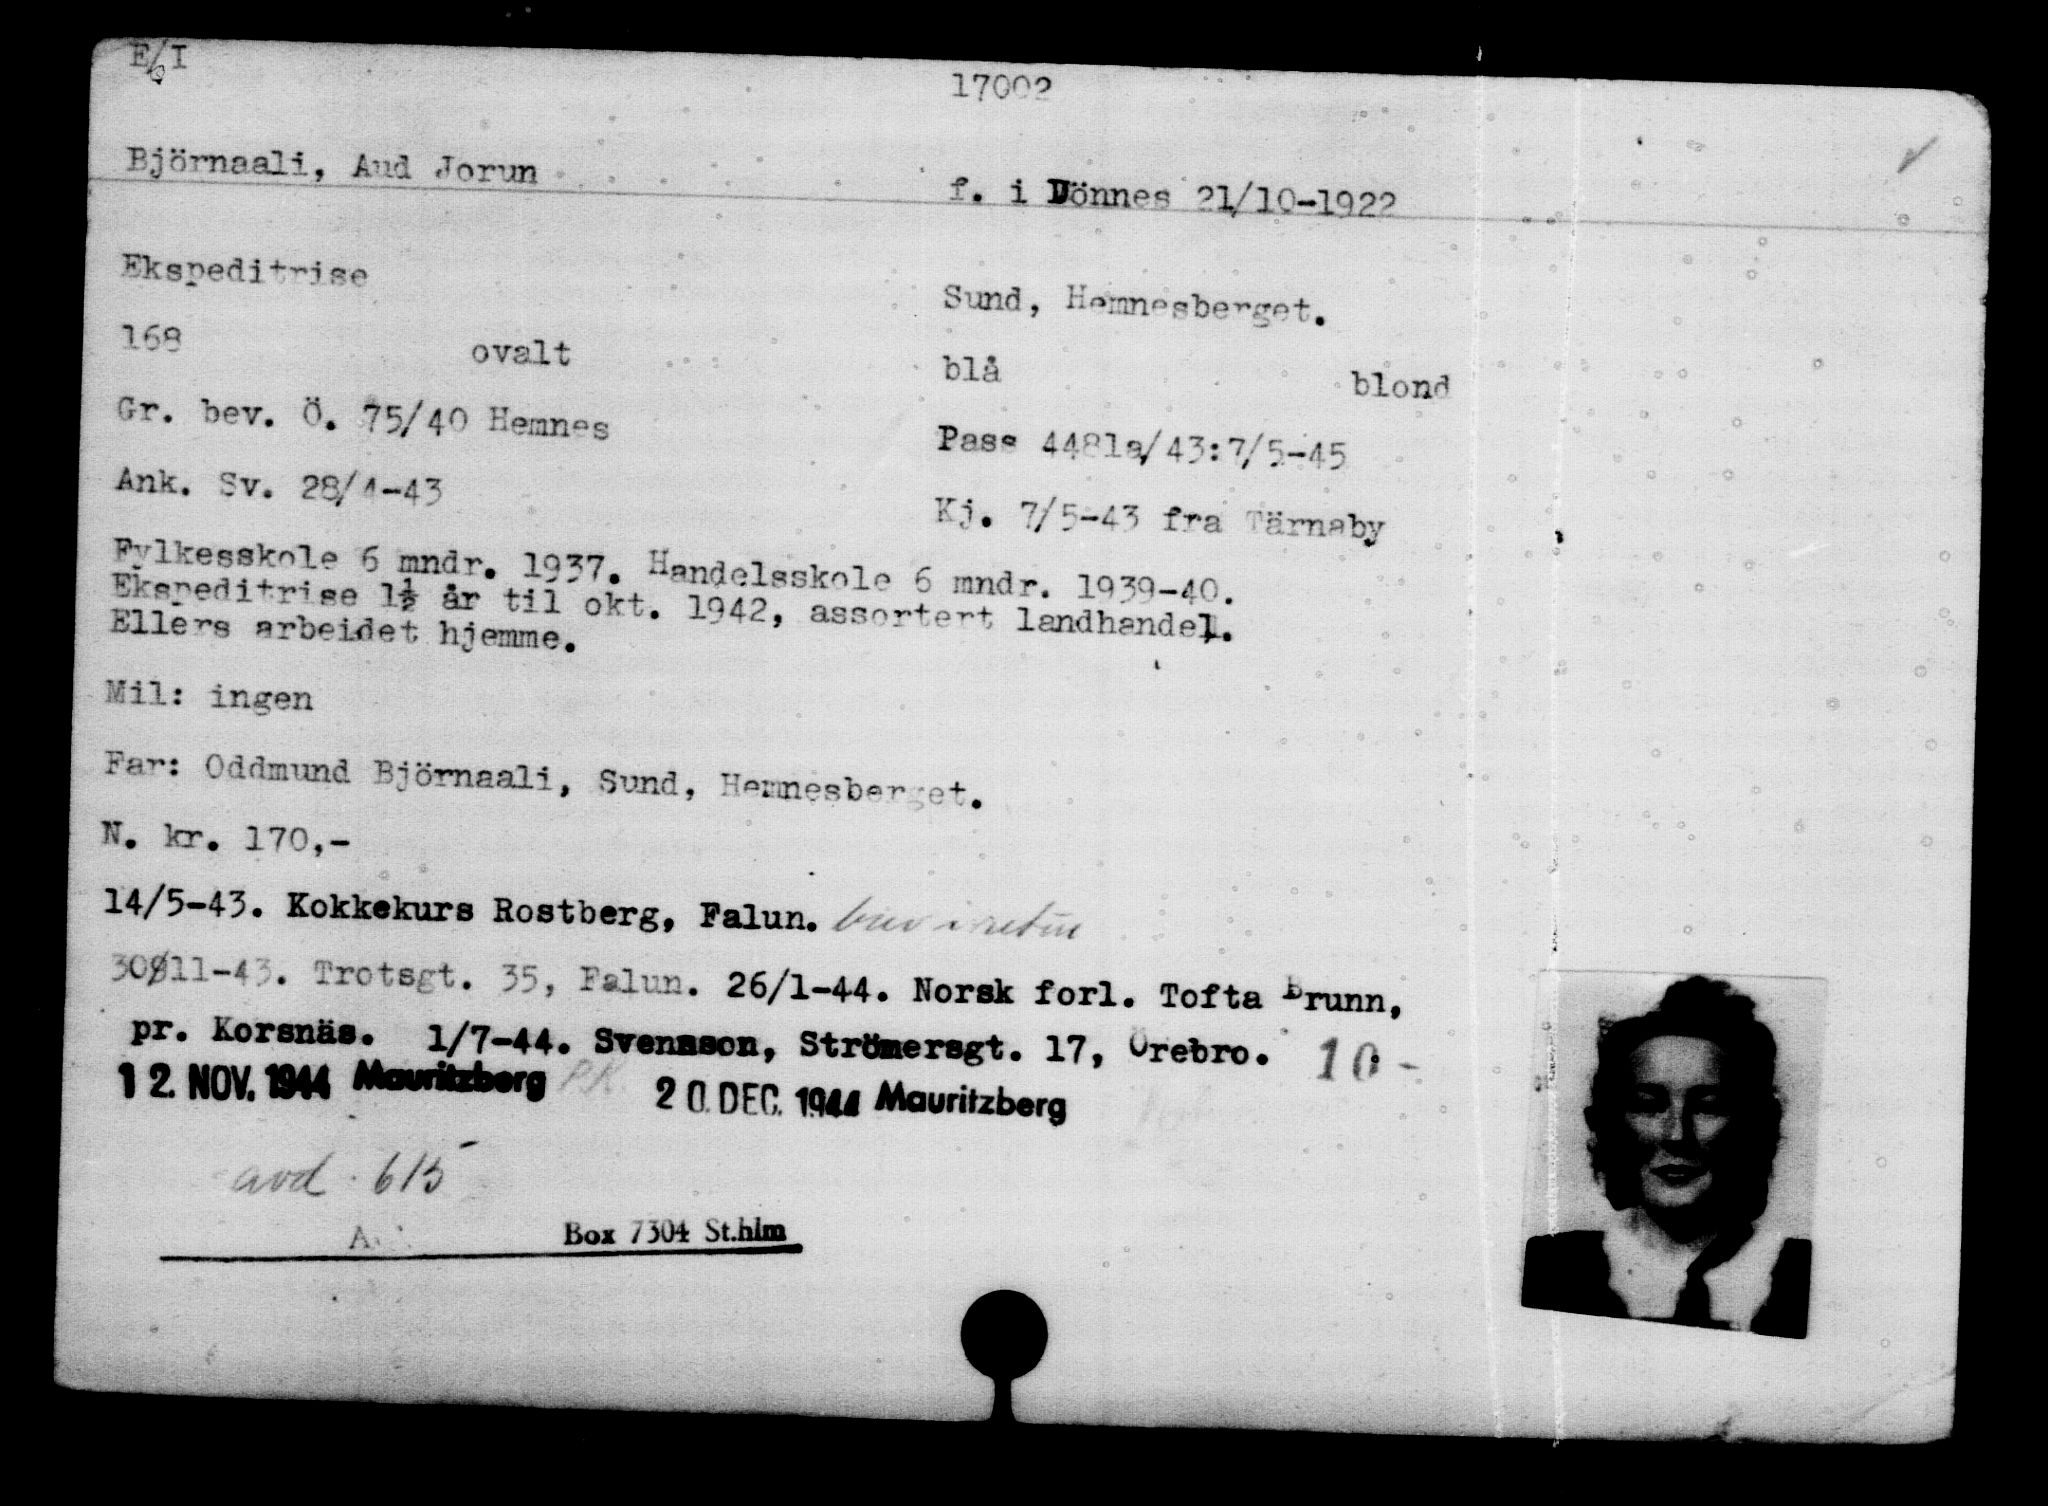 E/I
17002
Björnaali, Aud Jorun
f. i Dönnes 21/10-1922
Ekspeditrise
Sund, Hemnesberget.
168 ovalt blå blond
Gr. bev. Ö. 75/40 Hemnes
Pass 4481a/43:7/5-45
Ank. Sv. 28/4-43
Kj. 7/5-43 fra Tärnaby
Fylkesskole 6 mndr. 1937. Handelsskole 6 mndr. 1939-40.
Ekspeditrise 1½ år til okt. 1942, assortert landhandel.
Ellers arbeidet hjemme.
Mil: ingen
Far: Oddmund Björnaali, Sund, Hemnesberget.
N. kr. 170,-
14/5-43. Kokkekurs Rostberg, Falun. brev i retur
30/11-43. Trotsgt. 35, Falun. 26/1-44. Norsk forl. Tofta Brunn,
pr. Korsnäs. 1/7-44. Svensson, Strömersgt. 17, Örebro. 10-
12. NOV. 1944 Mauritzberg 20. DEC. 1944 Mauritzberg
avd. 615
Box 7304 St.hlm